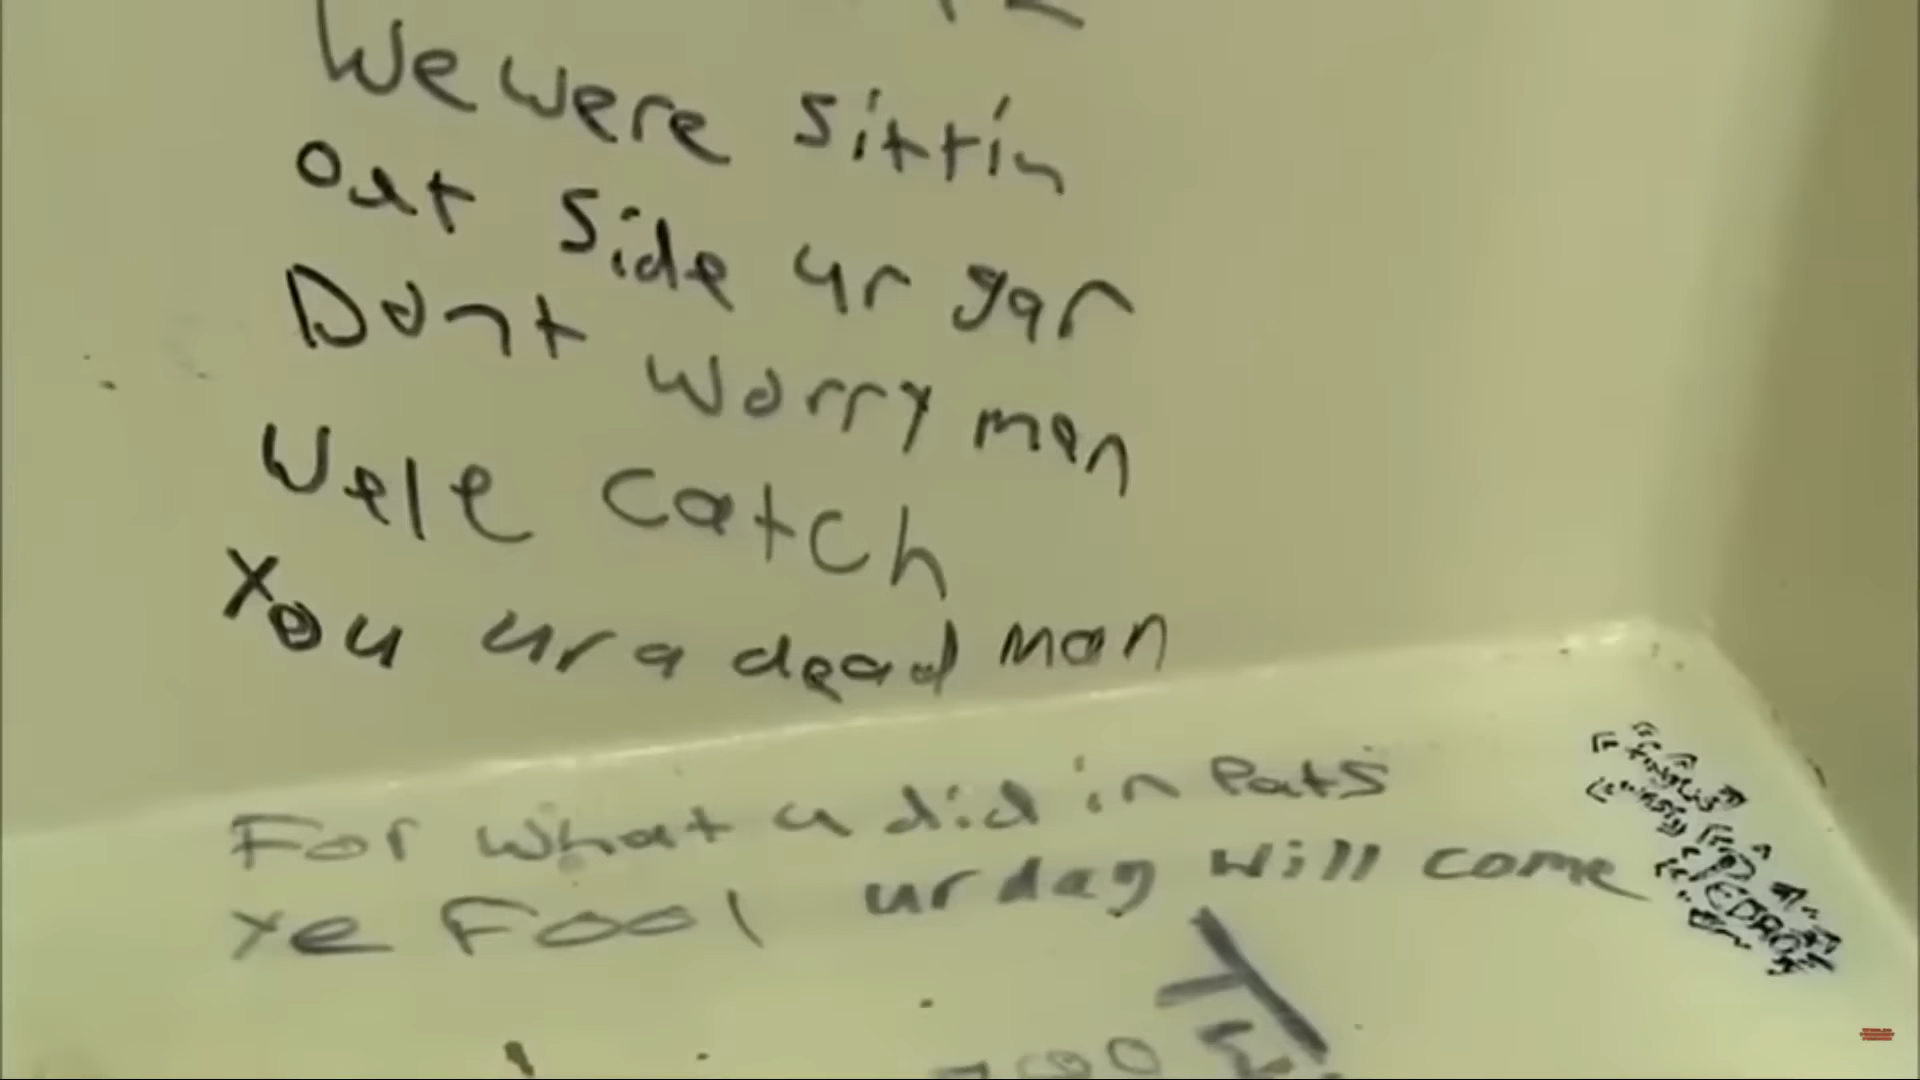 We were sittin
out side ur gar
Dont worry man
Wele catch
You ur a dead man
For what u did in Pats
ye Fool ur day will come